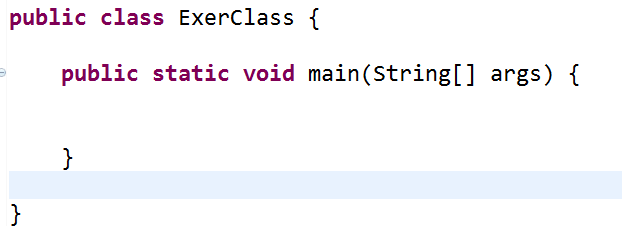 public class ExerClass {
public static void main(String[] args) {
}
}